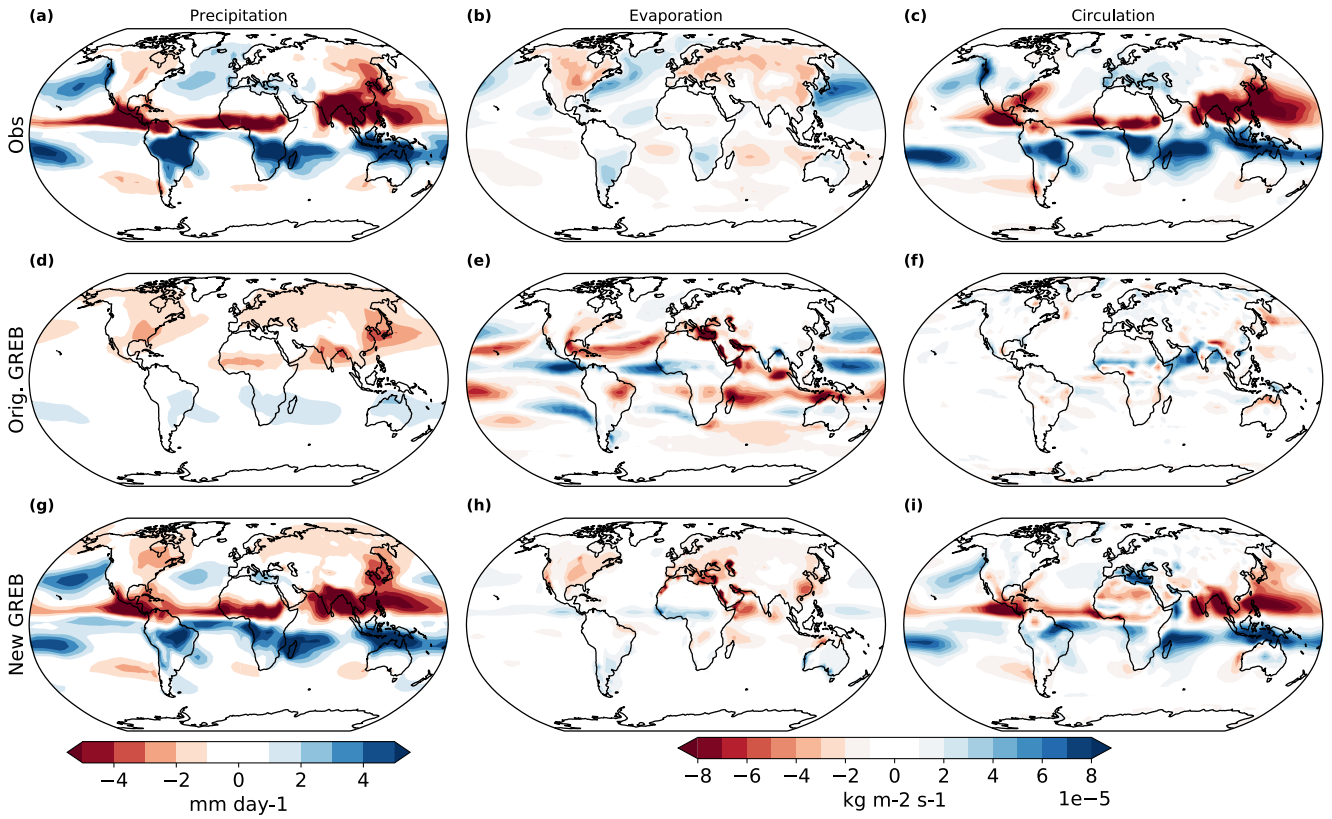 (a) Precipitation (b) Evaporation (c) Circulation
Obs
(d) (e) (f)
Orig. GREB
(g) (h) (i)
New GREB
−4 −2 0 2 4
mm day-1
−8 −6 −4 −2 0 2 4 6 8
kg m-2 s-1 1e−5